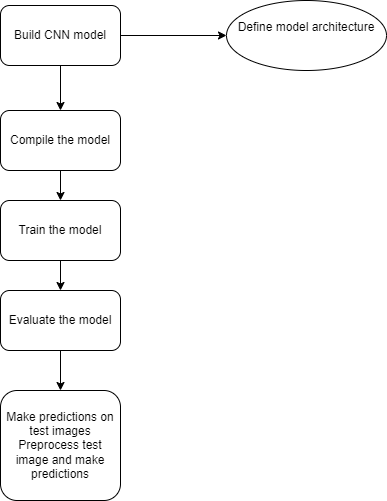 Build CNN model
Define model architecture
Compile the model
Train the model
Evaluate the model
Make predictions on
test images
Preprocess test
image and make
predictions